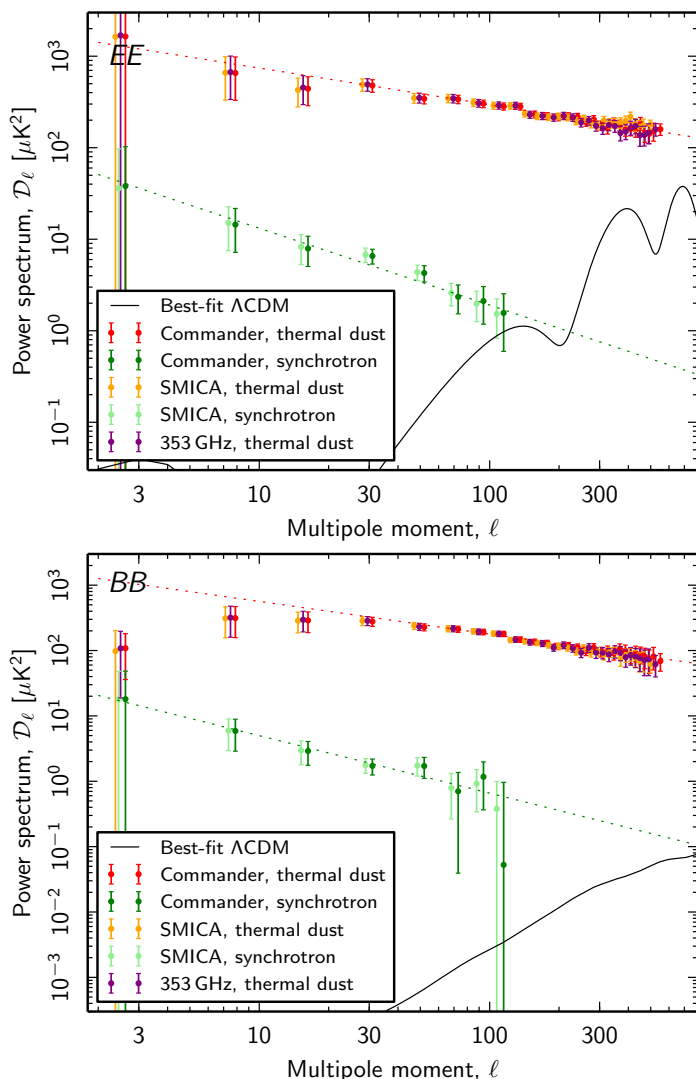 EE
Power spectrum, 𝒟ℓ [μK²]
10³
10²
10¹
10⁰
10⁻¹
Best-fit ΛCDM
Commander, thermal dust
Commander, synchrotron
SMICA, thermal dust
SMICA, synchrotron
353 GHz, thermal dust
3 10 30 100 300
Multipole moment, ℓ
BB
Power spectrum, 𝒟ℓ [μK²]
10³
10²
10¹
10⁰
10⁻¹
10⁻²
10⁻³
Best-fit ΛCDM
Commander, thermal dust
Commander, synchrotron
SMICA, thermal dust
SMICA, synchrotron
353 GHz, thermal dust
3 10 30 100 300
Multipole moment, ℓ